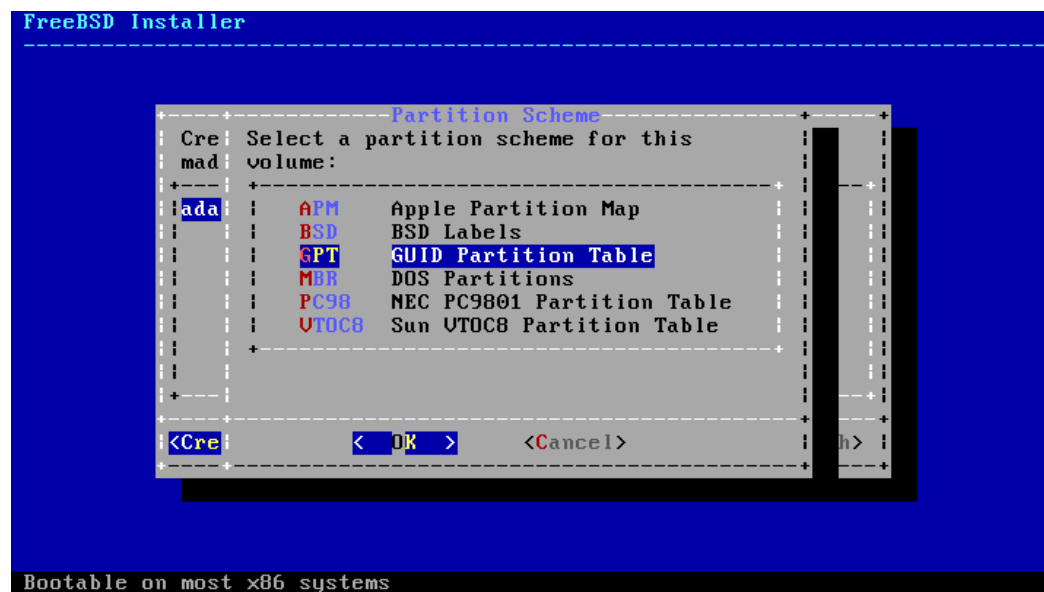 FreeBSD Installer
Partition Scheme
Cre Select a partition scheme for this
mad volume:
ada APM Apple Partition Map
BSD BSD Labels
GPT GUID Partition Table
MBR DOS Partitions
PC98 NEC PC9801 Partition Table
VTOC8 Sun VTOC8 Partition Table
<Cre < OK > <Cancel> h>
Bootable on most x86 systems